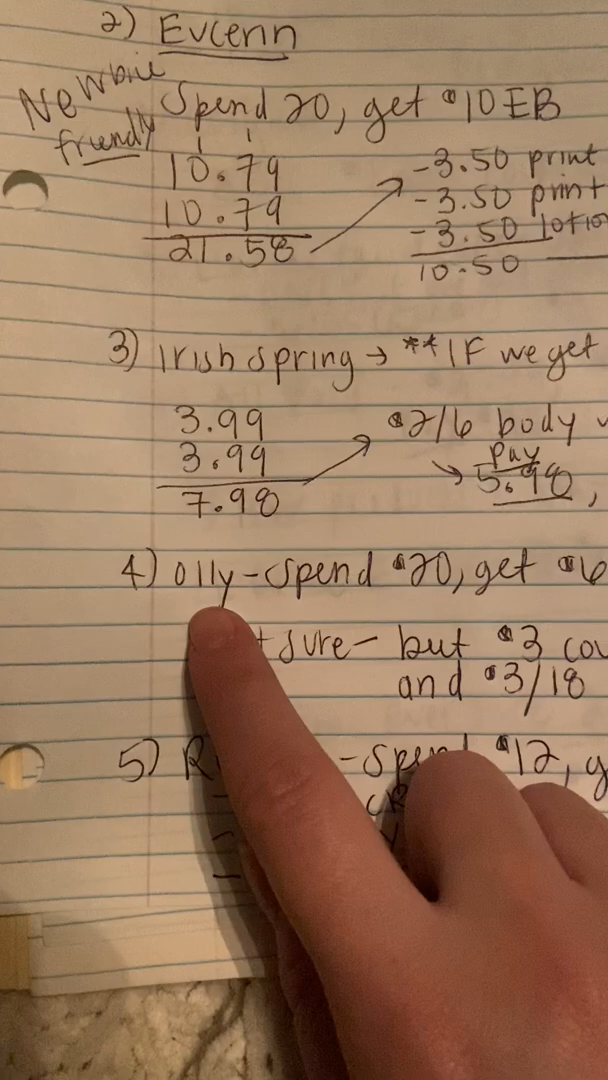 2) Eucerin
Newbie friendly
Spend 20, get $10 EB
10.79
10.79
21.58
-3.50 print
-3.50 print
-3.50 lotion
10.50
3) Irish Spring → **IF we get
3.99
3.99
7.98
$2/6 body
Pay
5.98,
4) Olly - Spend $20, get $6
sure - but $3 cou
and $3/18
5) R - Spend $12, g